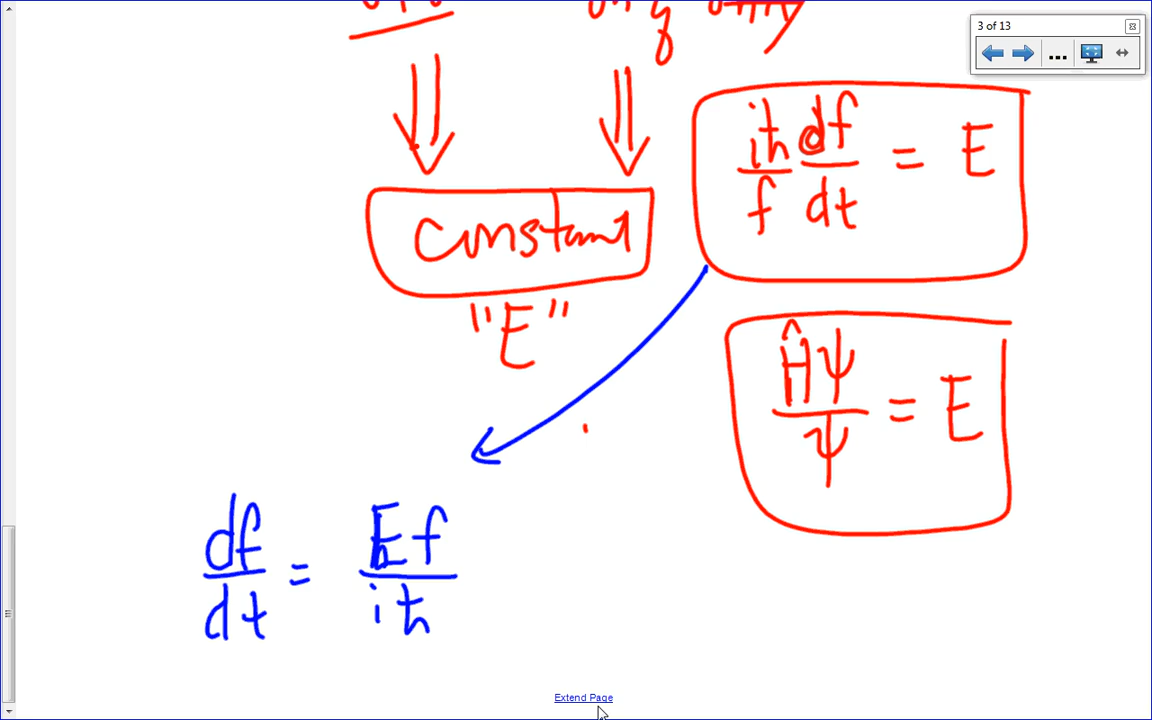 3 of 13
iħ/f df/dt = E
constant
"E"
Ĥψ/ψ = E
df/dt = Ef/iħ
Extend Page